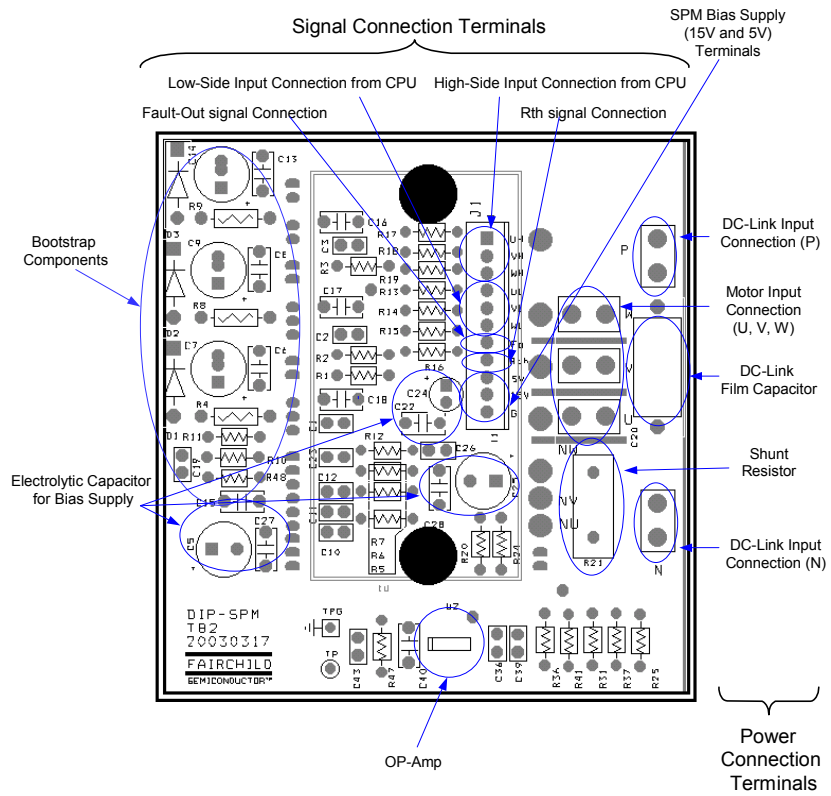 Signal Connection Terminals
SPM Bias Supply
(15V and 5V)
Terminals
Low-Side Input Connection from CPU
High-Side Input Connection from CPU
Fault-Out signal Connection
Rth signal Connection
Bootstrap
Components
Electrolytic Capacitor
for Bias Supply
DC-Link Input
Connection (P)
Motor Input
Connection
(U, V, W)
DC-Link
Film Capacitor
Shunt
Resistor
DC-Link Input
Connection (N)
OP-Amp
Power
Connection
Terminals
C14
C13
R9
D3
C9
C8
R8
D2
C7
C6
R4
D1
R11
C19
R10
R48
C15
C5
C27
C16
C3
R17
R18
R3
R19
R13
C17
R14
C2
R15
R2
R1
R16
C18
C24
C22
C1
R12
C23
C26
C12
C11
C10
C25
C28
R7
R6
R5
R20
R24
J1
UH
VH
WH
UL
VL
WL
Fo
Rth
5V
G
P
W
V
U
C20
NW
NV
NU
R21
N
DIP-SPM
TB2
20030317
FAIRCHILD
SEMICONDUCTOR
TPG
TP
C43
R47
C40
U2
C36
C39
R36
R41
R31
R37
R25